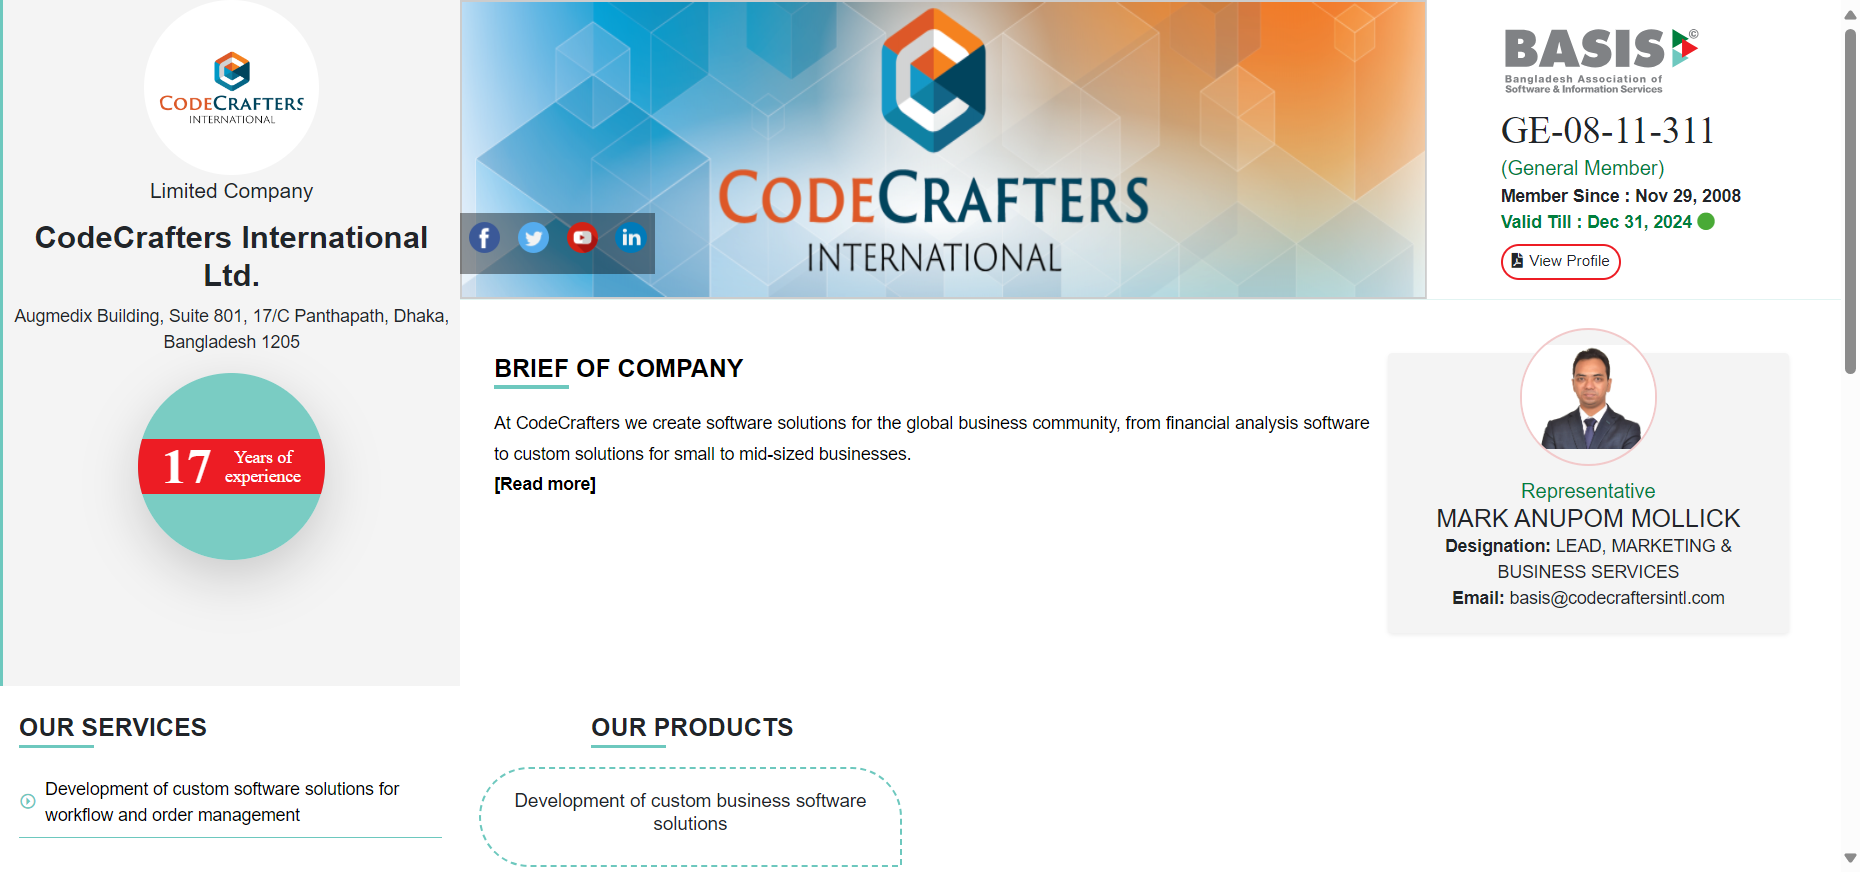 CODECRAFTERS
INTERNATIONAL
Limited Company
CodeCrafters International
Ltd.
Augmedix Building, Suite 801, 17/C Panthapath, Dhaka,
Bangladesh 1205
17 Years of
experience
CODECRAFTERS
INTERNATIONAL
BASIS©
Bangladesh Association of
Software & Information Services
GE-08-11-311
(General Member)
Member Since : Nov 29, 2008
Valid Till : Dec 31, 2024
View Profile
BRIEF OF COMPANY
At CodeCrafters we create software solutions for the global business community, from financial analysis software
to custom solutions for small to mid-sized businesses.
[Read more]
Representative
MARK ANUPOM MOLLICK
Designation: LEAD, MARKETING &
BUSINESS SERVICES
Email: basis@codecraftersintl.com
OUR SERVICES
Development of custom software solutions for
workflow and order management
OUR PRODUCTS
Development of custom business software
solutions